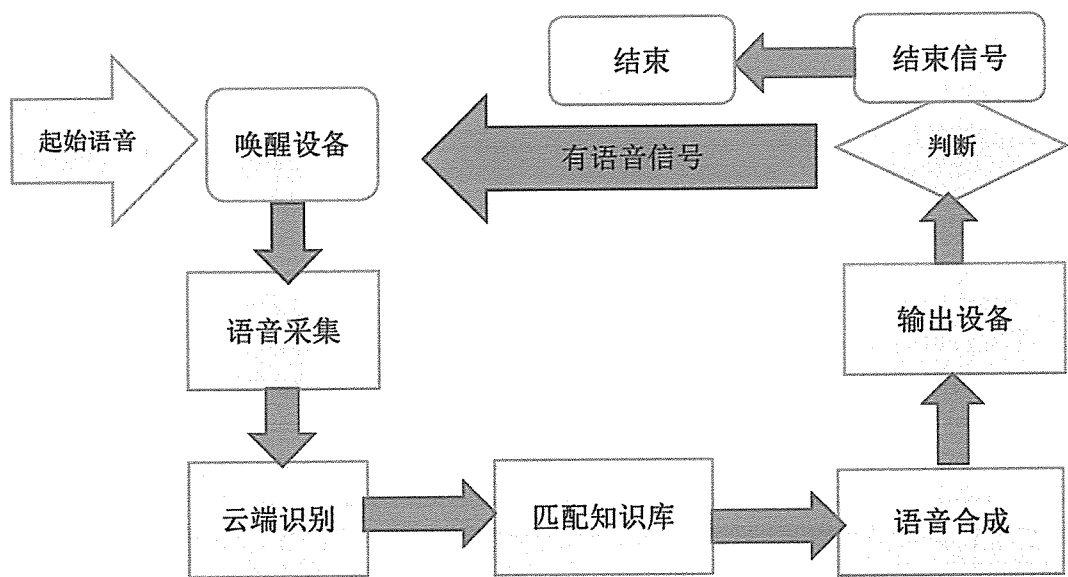 结束
结束信号
起始语音
唤醒设备
有语音信号
判断
语音采集
输出设备
云端识别
匹配知识库
语音合成